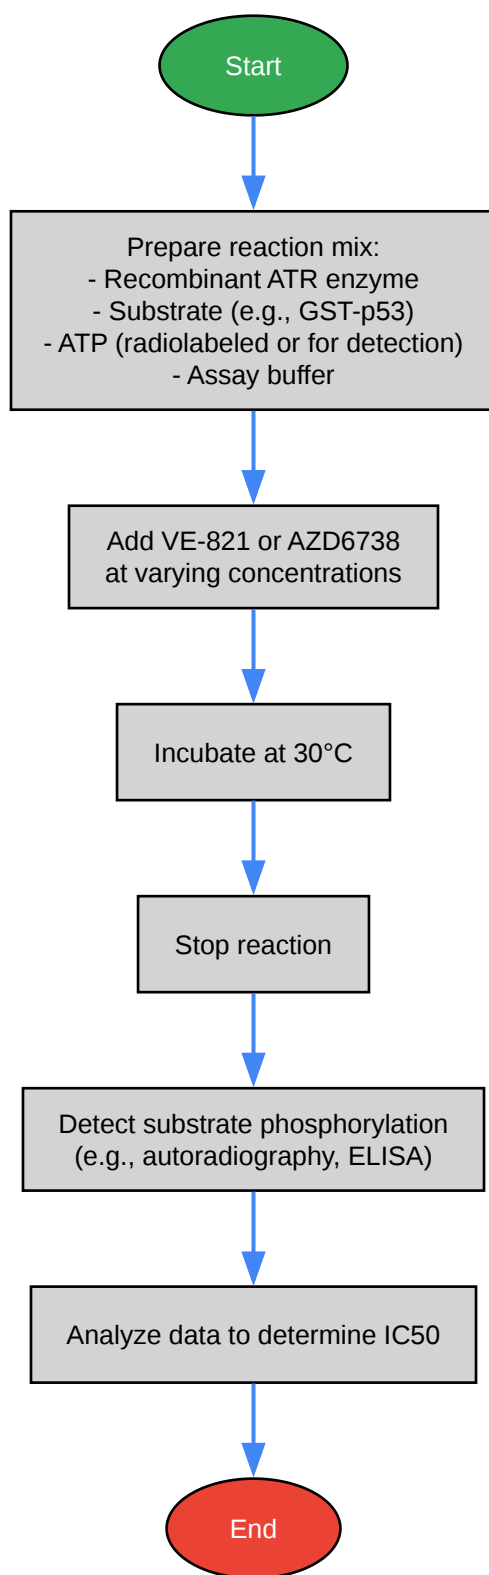 Start
Prepare reaction mix:
- Recombinant ATR enzyme
- Substrate (e.g., GST-p53)
- ATP (radiolabeled or for detection)
- Assay buffer
Add VE-821 or AZD6738
at varying concentrations
Incubate at 30°C
Stop reaction
Detect substrate phosphorylation
(e.g., autoradiography, ELISA)
Analyze data to determine IC50
End